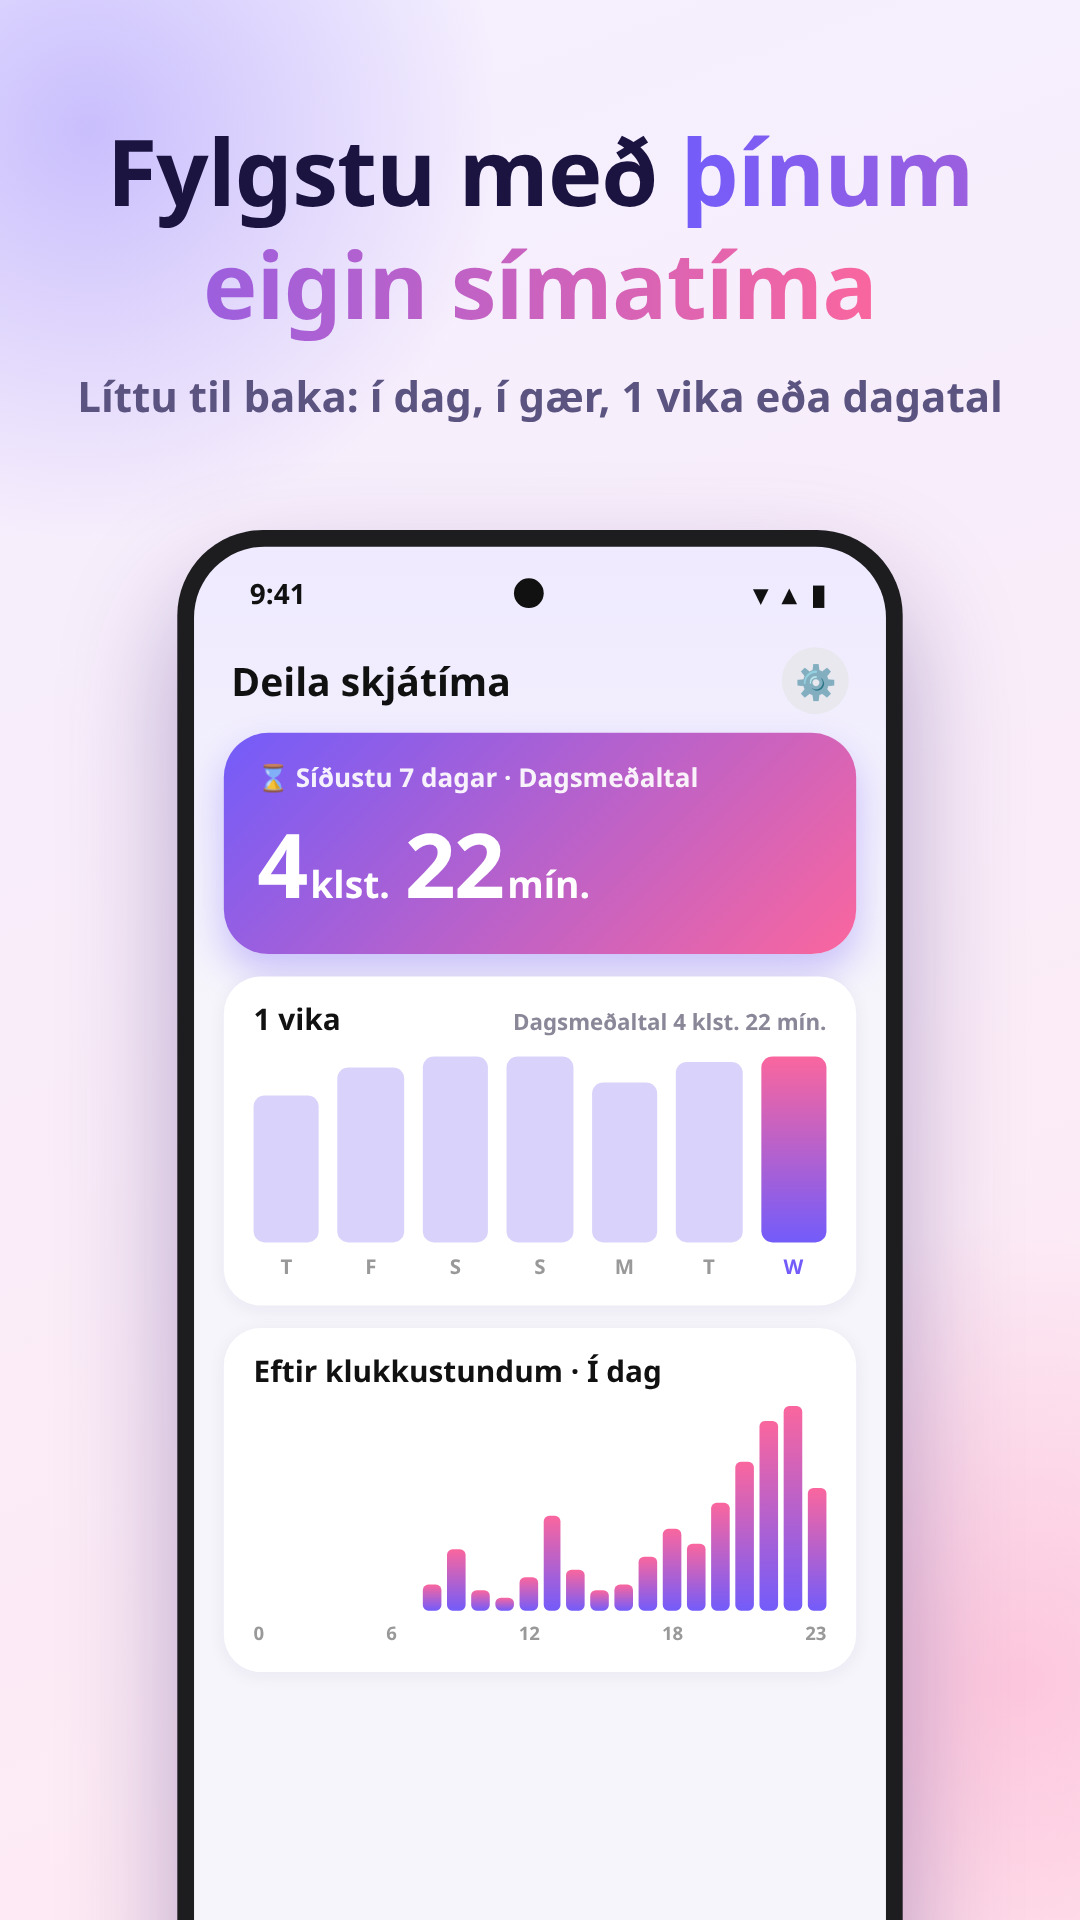 Fylgstu með þínum
eigin símatíma
Líttu til baka: í dag, í gær, 1 vika eða dagatal
9:41
Deila skjátíma
Síðustu 7 dagar · Dagsmeðaltal
4klst. 22mín.
1 vika
Dagsmeðaltal 4 klst. 22 mín.
T F S S M T W
Eftir klukkustundum · Í dag
0 6 12 18 23